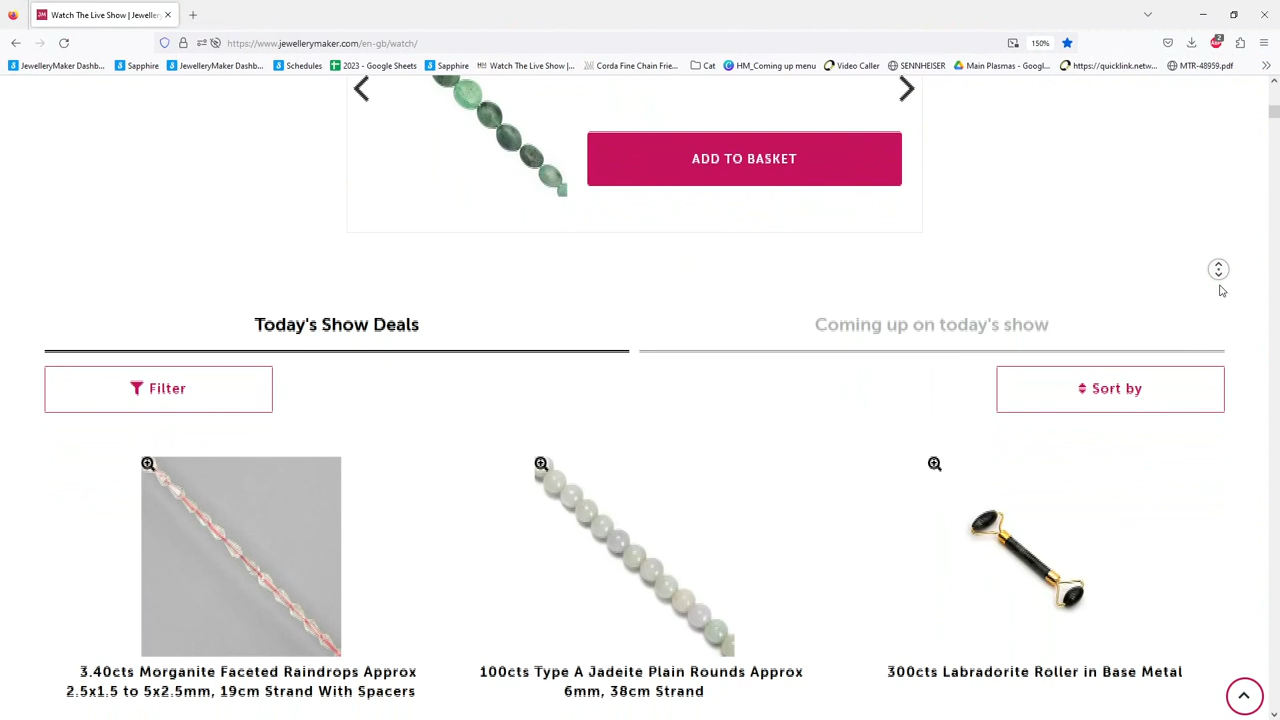 Watch The Live Show | Jeweller
https://www.jewellerymaker.com/en-gb/watch/
150%
2
JewelleryMaker Dashb...
Sapphire
JewelleryMaker Dashb...
Schedules
2023 - Google Sheets
Sapphire
Watch The Live Show |...
Corda Fine Chain Frie...
Cat
HM_Coming up menu
Video Caller
SENNHEISER
Main Plasmas - Googl...
https://quicklink.netw...
MTR-48959.pdf
ADD TO BASKET
Today's Show Deals
Coming up on today's show
Filter
Sort by
3.40cts Morganite Faceted Raindrops Approx
2.5x1.5 to 5x2.5mm, 19cm Strand With Spacers
100cts Type A Jadeite Plain Rounds Approx
6mm, 38cm Strand
300cts Labradorite Roller in Base Metal